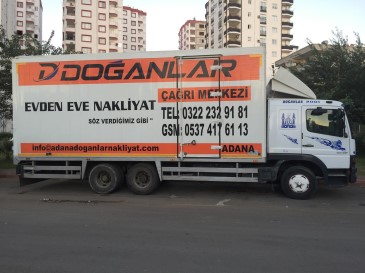 DOĞANLAR
ÇAĞRI MERKEZİ
EVDEN EVE NAKLİYAT
TEL: 0322 232 91 81
SÖZ VERDİĞİMİZ GİBİ"
GSM: 0537 417 61 13
info@adanadoganlarnakliyat.com
ADANA